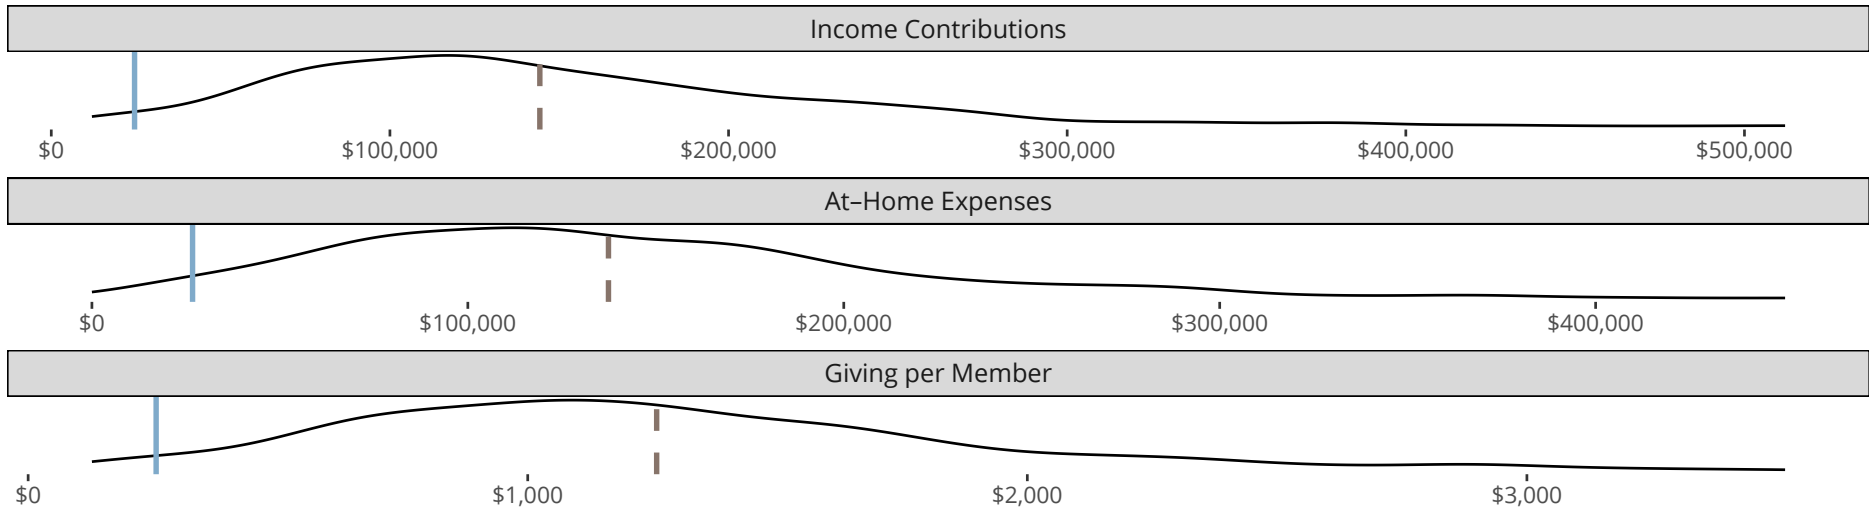 Income Contributions
$0 $100,000 $200,000 $300,000 $400,000 $500,000
At–Home Expenses
$0 $100,000 $200,000 $300,000 $400,000
Giving per Member
$0 $1,000 $2,000 $3,000